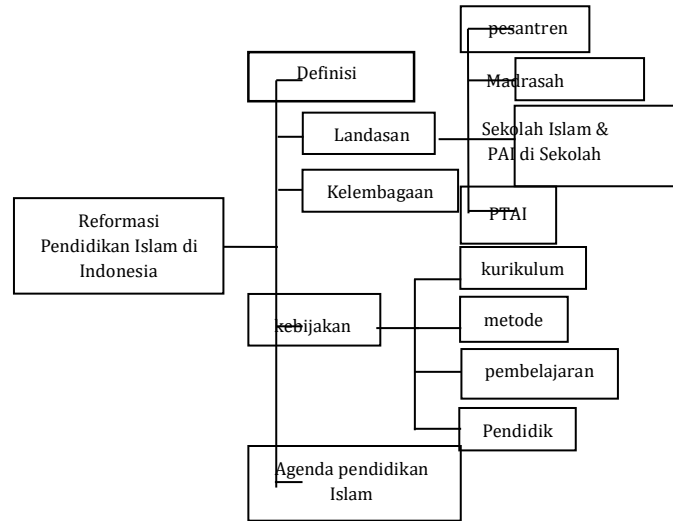 pesantren
Definisi
Madrasah
Landasan
Sekolah Islam &
PAI di Sekolah
Kelembagaan
PTAI
Reformasi
Pendidikan Islam di
Indonesia
kurikulum
kebijakan
metode
pembelajaran
Pendidik
Agenda pendidikan
Islam